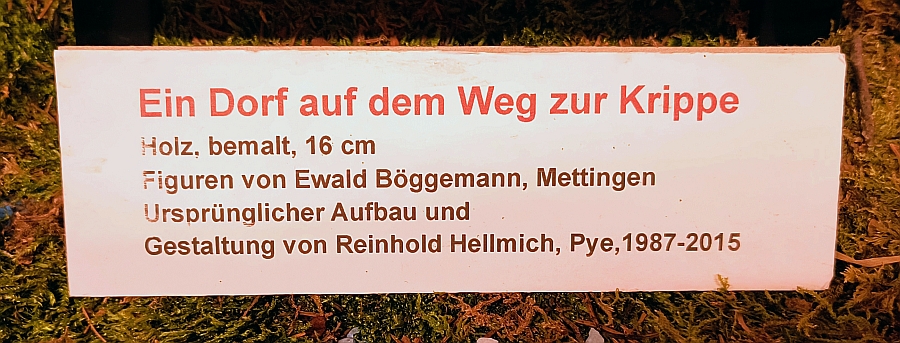 Ein Dorf auf dem Weg zur Krippe
Holz, bemalt, 16 cm
Figuren von Ewald Böggemann, Mettingen
Ursprünglicher Aufbau und
Gestaltung von Reinhold Hellmich, Pye,1987-2015